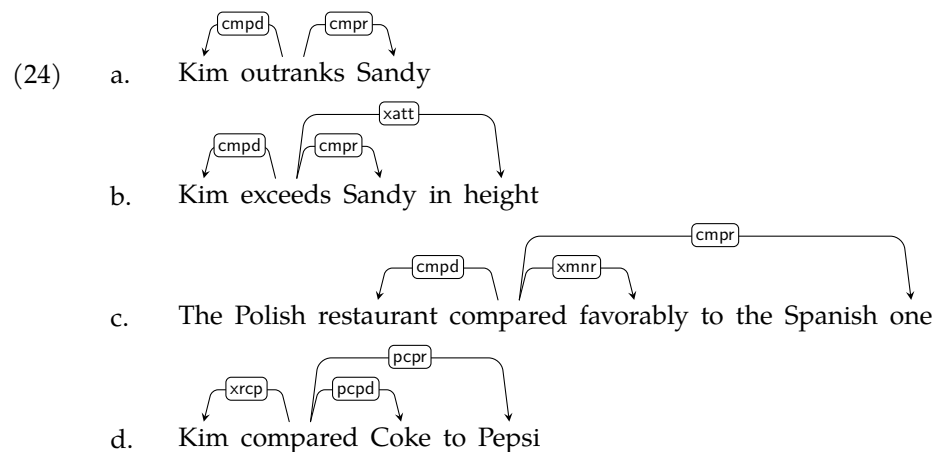 cmpd cmpr
(24) a. Kim outranks Sandy
xatt
cmpd cmpr
b. Kim exceeds Sandy in height
cmpr
cmpd xmnr
c. The Polish restaurant compared favorably to the Spanish one
pcpr
xrcp pcpd
d. Kim compared Coke to Pepsi